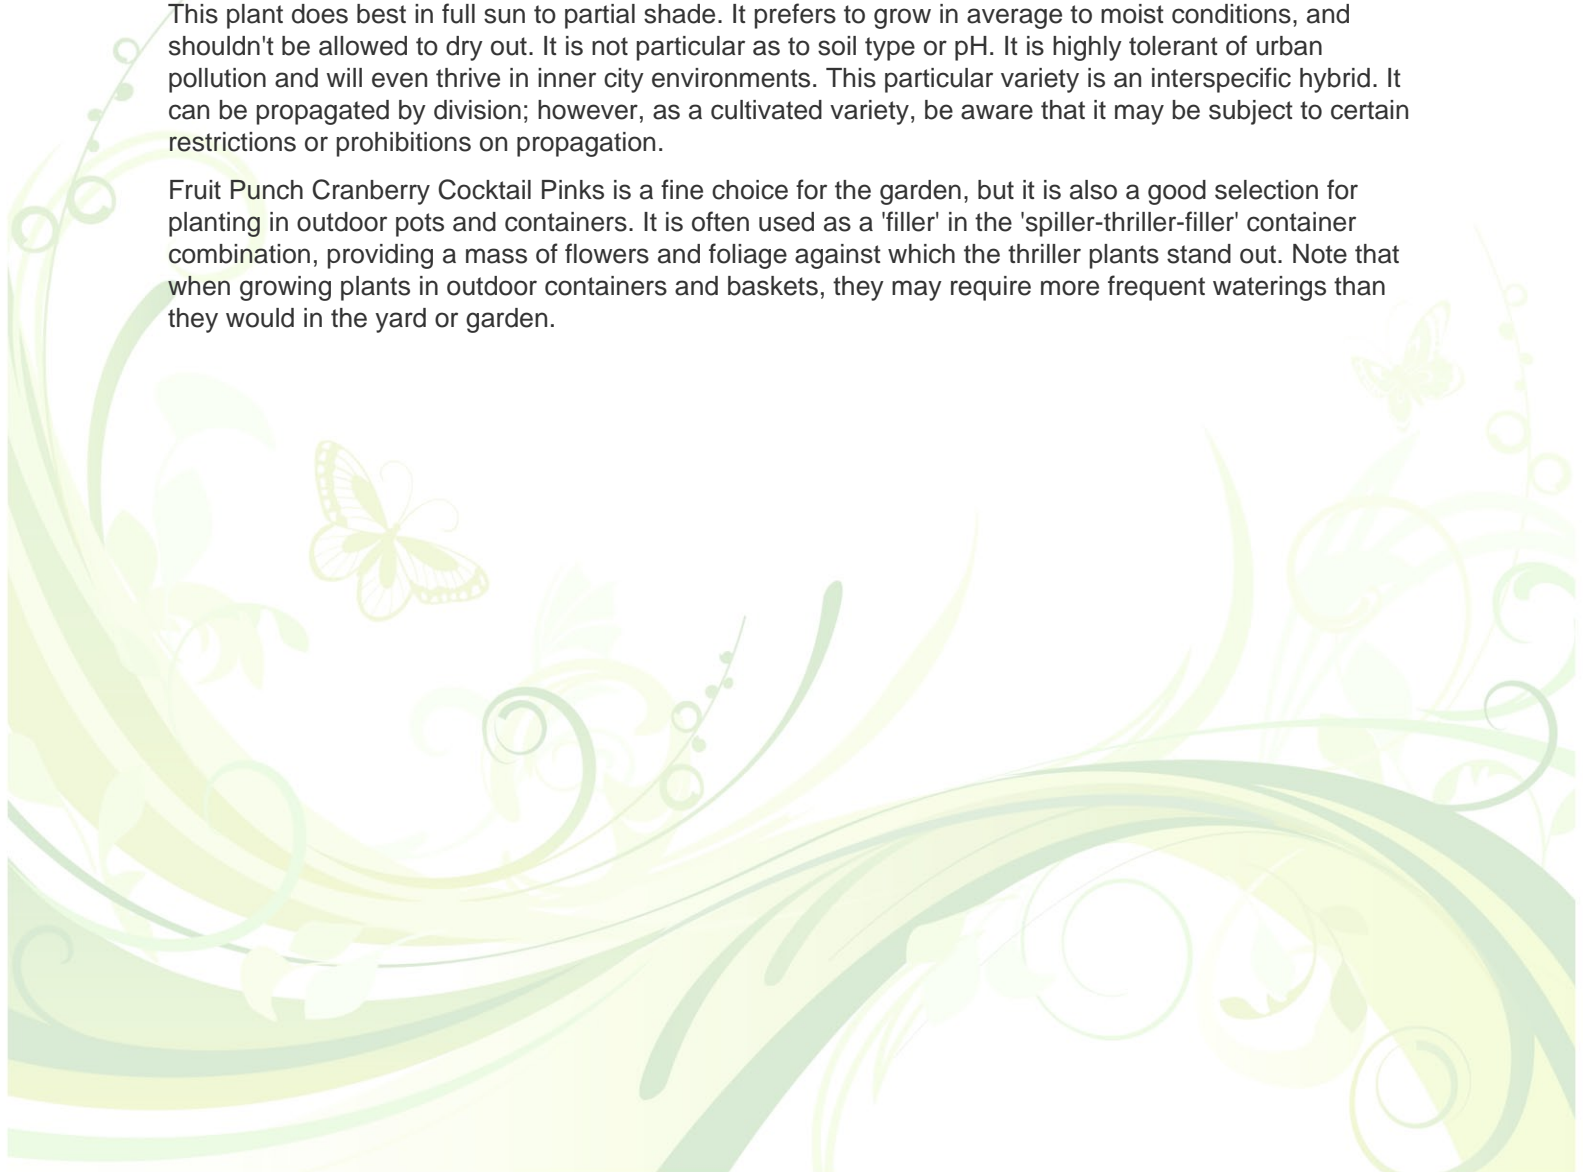 This plant does best in full sun to partial shade. It prefers to grow in average to moist conditions, and
shouldn't be allowed to dry out. It is not particular as to soil type or pH. It is highly tolerant of urban
pollution and will even thrive in inner city environments. This particular variety is an interspecific hybrid. It
can be propagated by division; however, as a cultivated variety, be aware that it may be subject to certain
restrictions or prohibitions on propagation.
Fruit Punch Cranberry Cocktail Pinks is a fine choice for the garden, but it is also a good selection for
planting in outdoor pots and containers. It is often used as a 'filler' in the 'spiller-thriller-filler' container
combination, providing a mass of flowers and foliage against which the thriller plants stand out. Note that
when growing plants in outdoor containers and baskets, they may require more frequent waterings than
they would in the yard or garden.